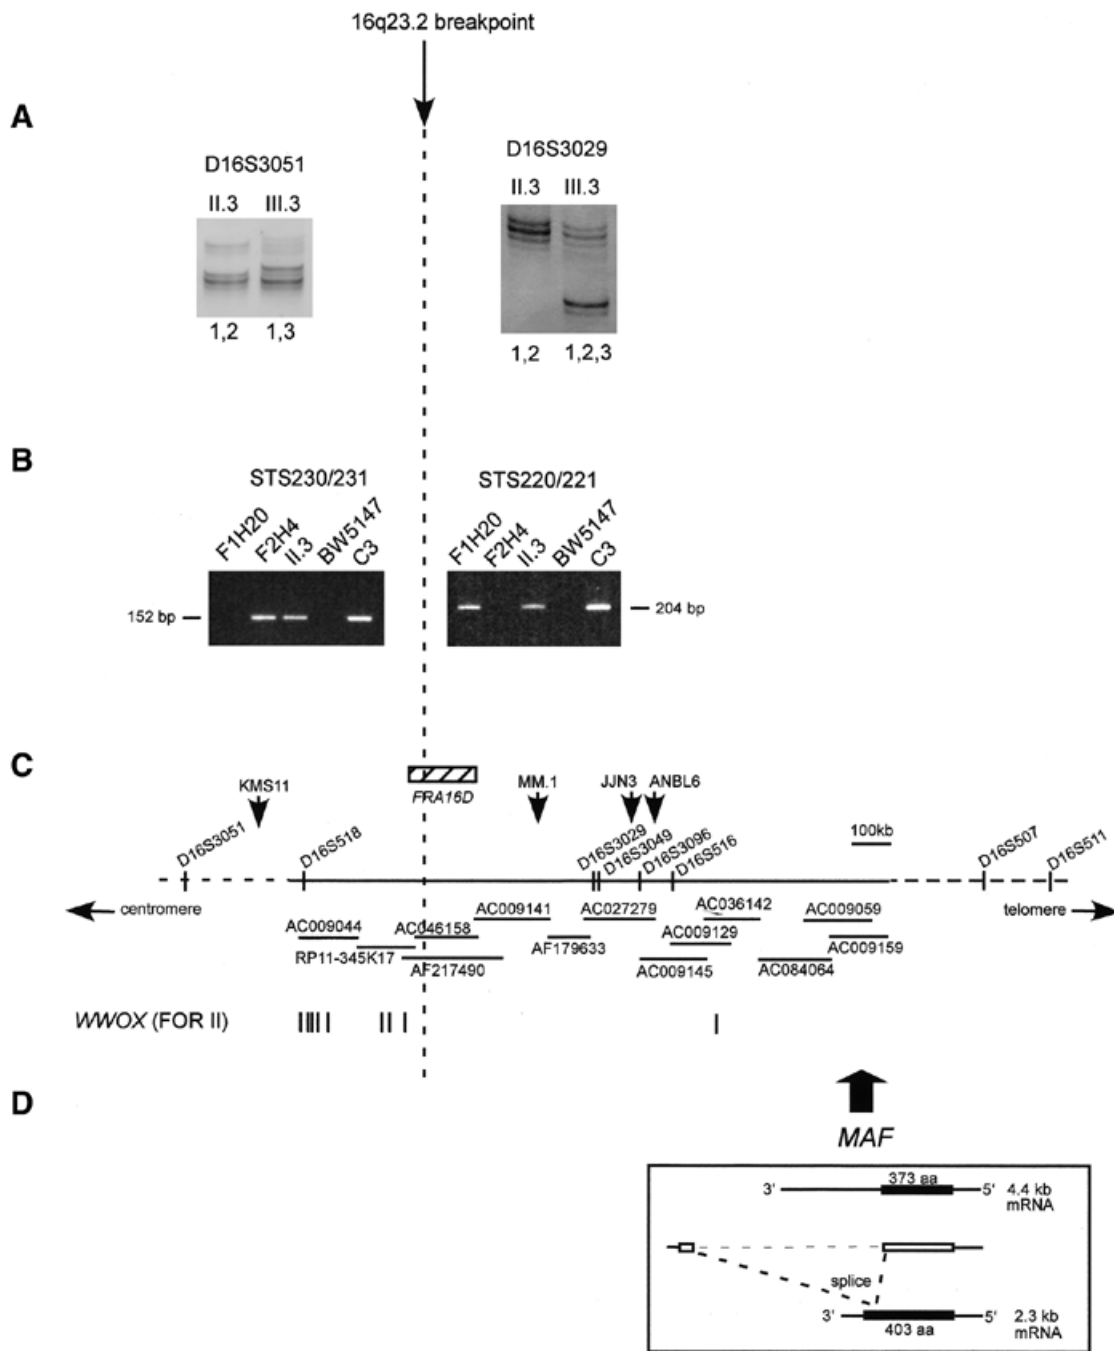 16q23.2 breakpoint
A
D16S3051
II.3 III.3
1,2 1,3
D16S3029
II.3 III.3
1,2 1,2,3
B
STS230/231
F1H20 F2H4 II.3 BW5147 C3
152 bp
STS220/221
F1H20 F2H4 II.3 BW5147 C3
204 bp
C
KMS11
FRA16D
MM.1
JJN3
ANBL6
100kb
D16S3051
D16S518
D16S3029
D16S3049
D16S3096
D16S516
D16S507
D16S511
centromere
telomere
AC009044
RP11-345K17
AC046158
AF217490
AC009141
AF179633
AC027279
AC036142
AC009129
AC009145
AC009059
AC009159
AC084064
WWOX (FOR II)
D
MAF
373 aa
3' 5' 4.4 kb
mRNA
splice
3' 5' 2.3 kb
403 aa mRNA